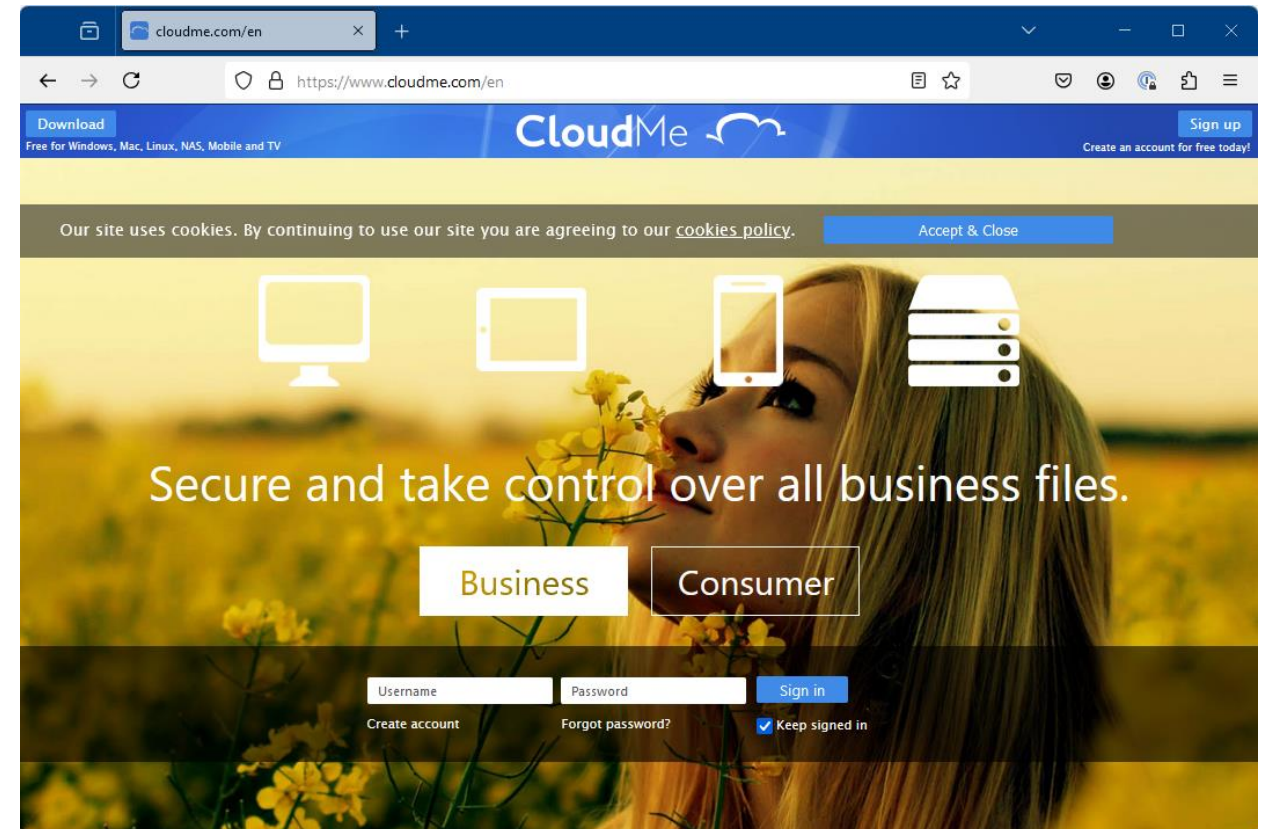 cloudme.com/en
https://www.cloudme.com/en
Download
Free for Windows, Mac, Linux, NAS, Mobile and TV
CloudMe
Sign up
Create an account for free today!
Our site uses cookies. By continuing to use our site you are agreeing to our cookies policy.
Accept & Close
Secure and take control over all business files.
Business
Consumer
Username
Password
Sign in
Create account
Forgot password?
Keep signed in